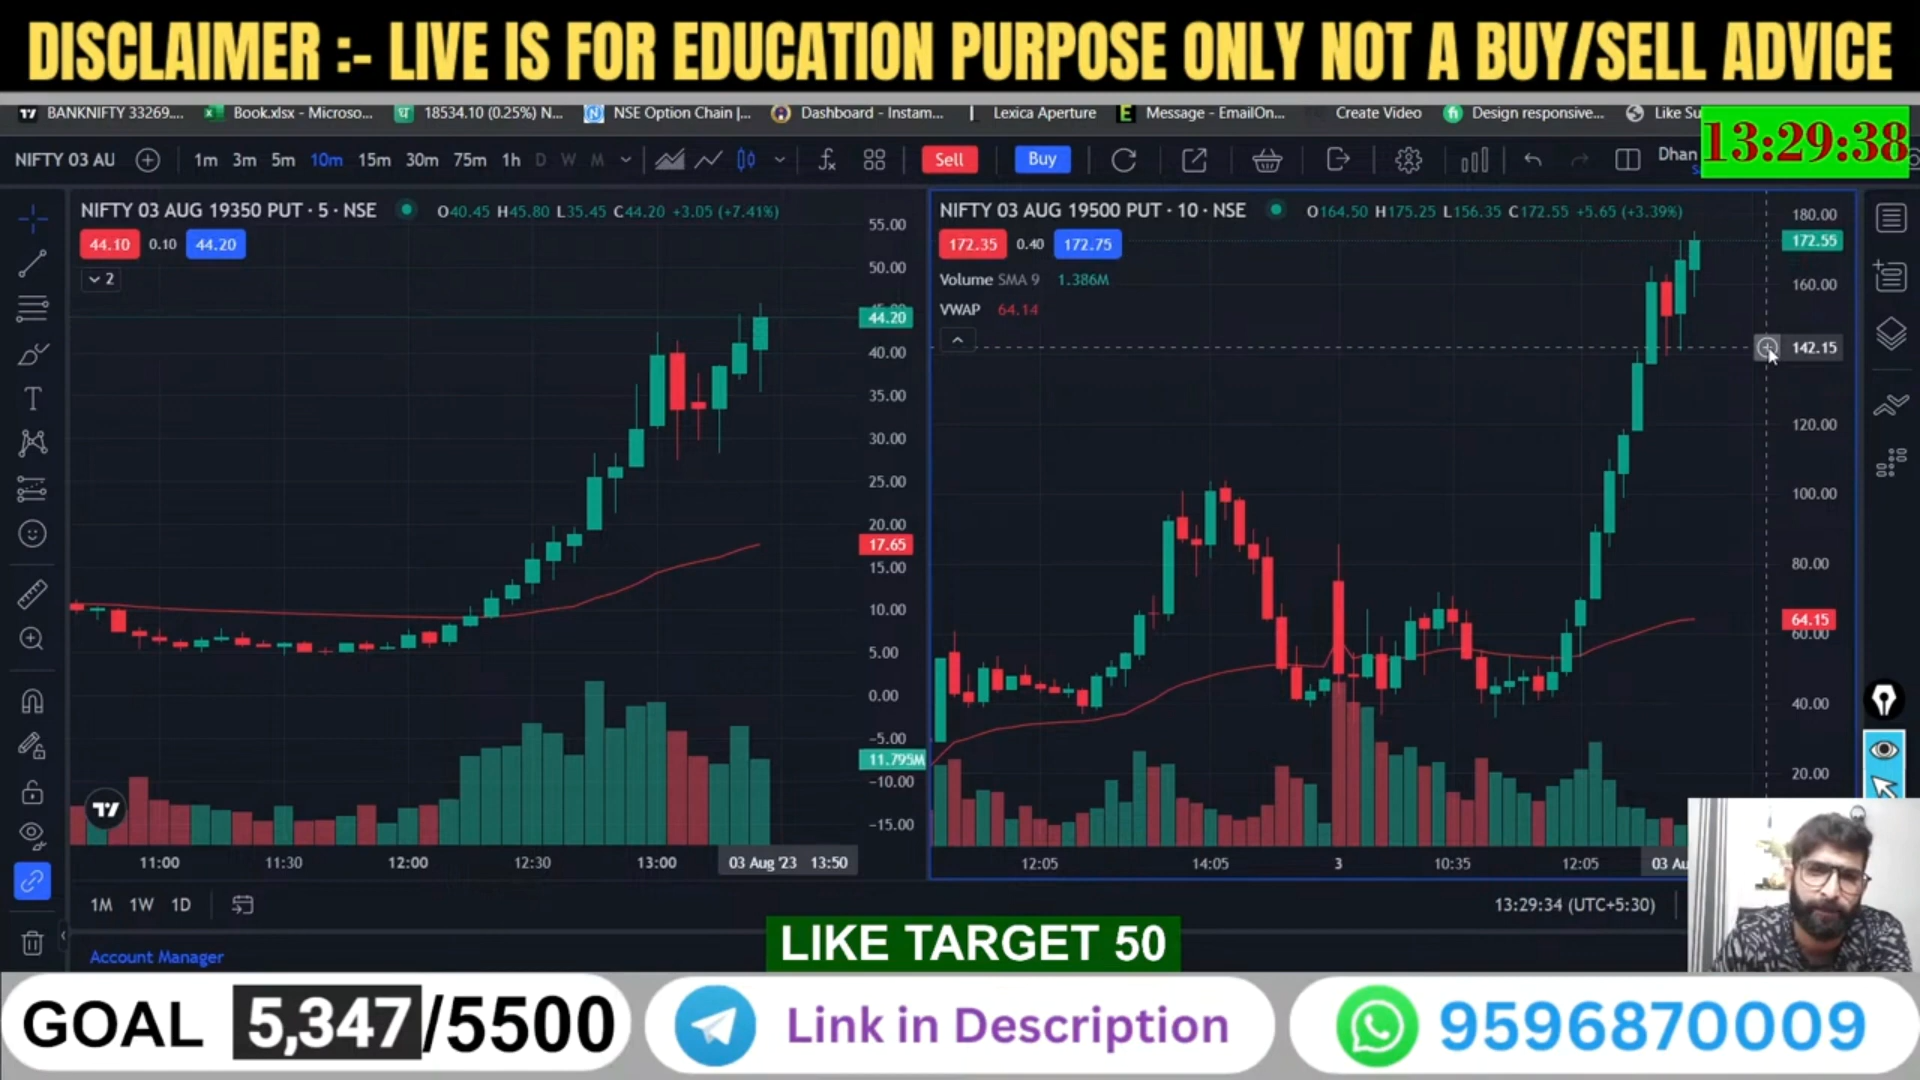 DISCLAIMER :- LIVE IS FOR EDUCATION PURPOSE ONLY NOT A BUY/SELL ADVICE
BANKNIFTY 33269.... Book.xlsx - Microso... 18534.10 (0.25%) N... NSE Option Chain |... Dashboard - Instam... Lexica Aperture Message - EmailOn... Create Video Design responsive... Like Su
13:29:38
NIFTY 03 AU 1m 3m 5m 10m 15m 30m 75m 1h D W M Sell Buy Dhan
NIFTY 03 AUG 19350 PUT · 5 · NSE O40.45 H45.80 L35.45 C44.20 +3.05 (+7.41%)
44.10 0.10 44.20
2
55.00
50.00
44.20
40.00
35.00
30.00
25.00
20.00
17.65
15.00
10.00
5.00
0.00
−5.00
11.795M
−10.00
−15.00
11:00 11:30 12:00 12:30 13:00 03 Aug '23 13:50
NIFTY 03 AUG 19500 PUT · 10 · NSE O164.50 H175.25 L156.35 C172.55 +5.65 (+3.39%)
172.35 0.40 172.75
Volume SMA 9 1.386M
VWAP 64.14
180.00
172.55
160.00
142.15
120.00
100.00
80.00
64.15
60.00
40.00
20.00
12:05 14:05 3 10:35 12:05 03 Au
1M 1W 1D
13:29:34 (UTC+5:30)
Account Manager
LIKE TARGET 50
GOAL 5,347/5500
Link in Description
9596870009